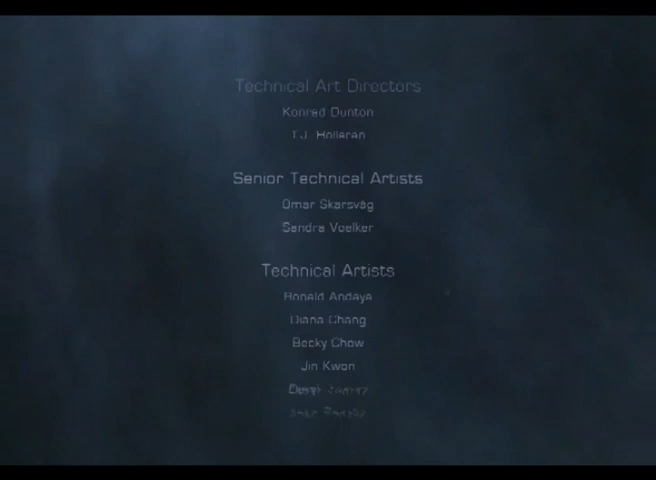 Technical Art Directors
Konrad Dunton
T.J. Holleran
Senior Technical Artists
Omar Skarsvåg
Sandra Voelker
Technical Artists
Ronald Andaya
Diana Chang
Becky Chow
Jin Kwon